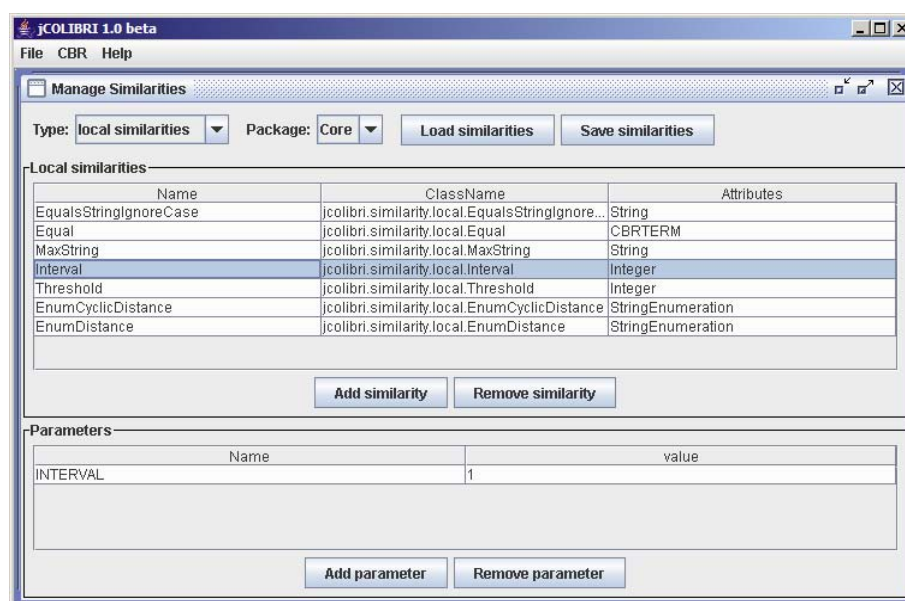 jCOLIBRI 1.0 beta
File CBR Help
Manage Similarities
Type: local similarities Package: Core Load similarities Save similarities
Local similarities
Name ClassName Attributes
EqualsStringIgnoreCase jcolibri.similarity.local.EqualsStringIgnore... String
Equal jcolibri.similarity.local.Equal CBRTERM
MaxString jcolibri.similarity.local.MaxString String
Interval jcolibri.similarity.local.Interval Integer
Threshold jcolibri.similarity.local.Threshold Integer
EnumCyclicDistance jcolibri.similarity.local.EnumCyclicDistance StringEnumeration
EnumDistance jcolibri.similarity.local.EnumDistance StringEnumeration
Add similarity Remove similarity
Parameters
Name value
INTERVAL 1
Add parameter Remove parameter